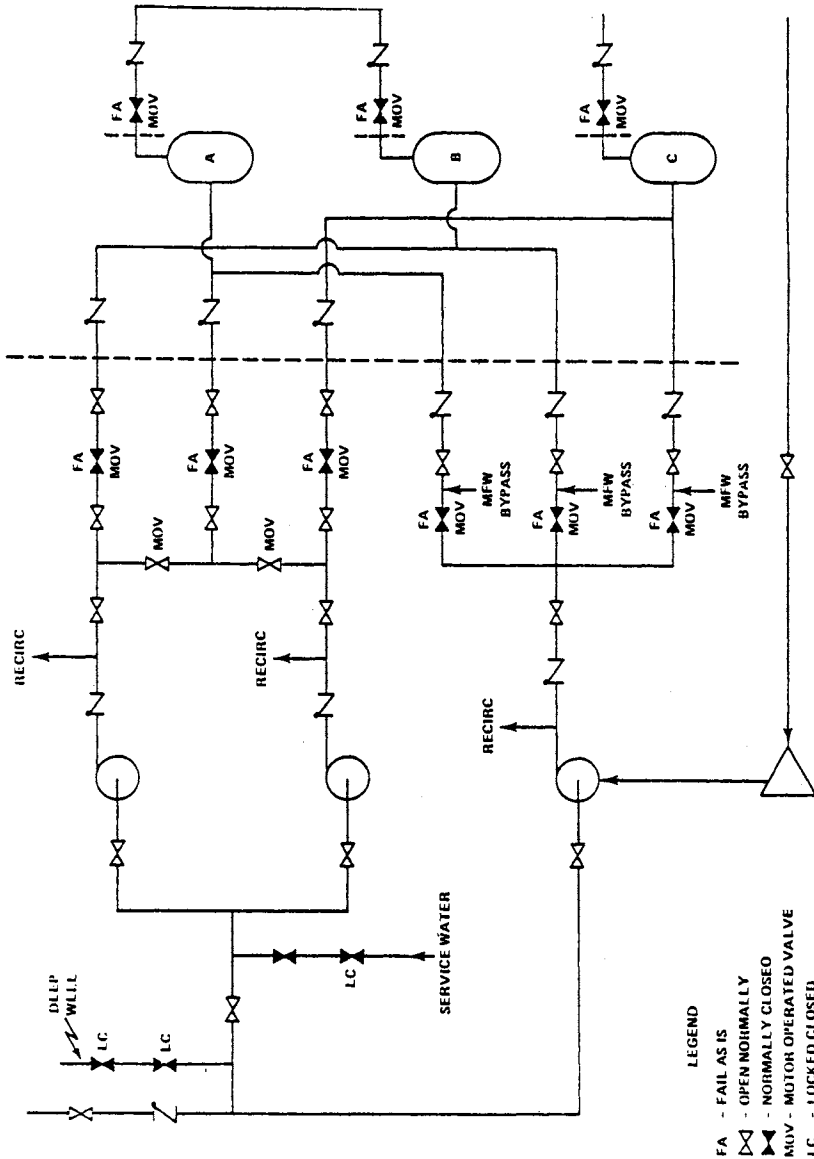 FA
MOV
FA
MOV
FA
MOV
A
B
C
FA
MOV
FA
MOV
FA
MOV
MOV
MOV
FA
MOV
MFW
BYPASS
FA
MOV
MFW
BYPASS
FA
MOV
MFW
BYPASS
RECIRC
RECIRC
RECIRC
DEEP
WELL
LC
LC
LC
SERVICE WATER
LEGEND
FA - FAIL AS IS
- OPEN NORMALLY
- NORMALLY CLOSED
MOV - MOTOR OPERATED VALVE
LC - LOCKED CLOSED